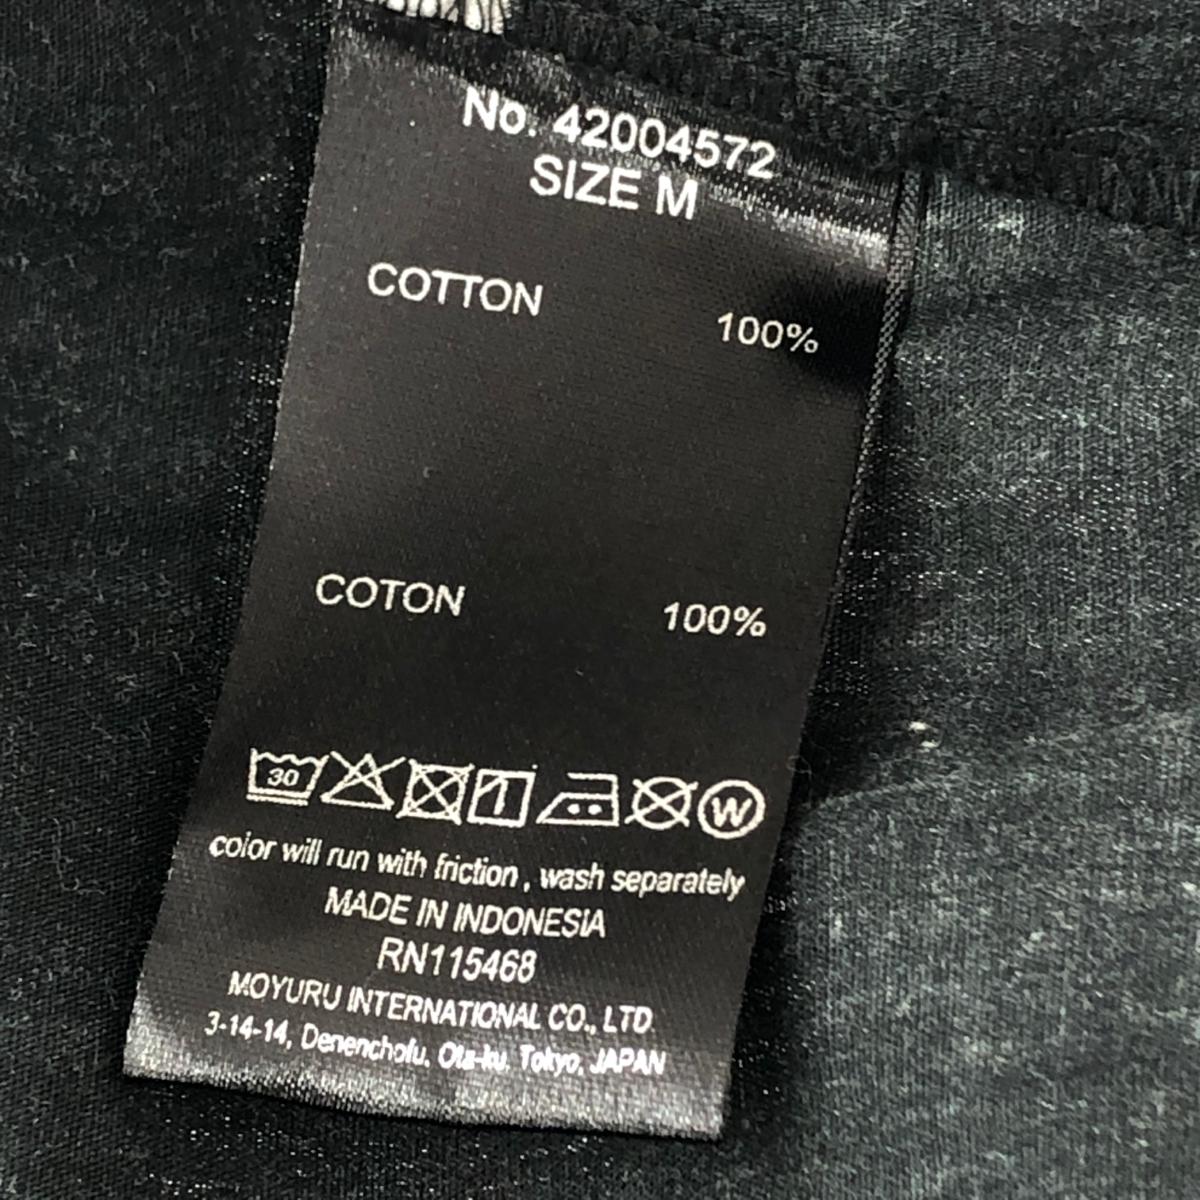 No. 42004572
SIZE M
COTTON 100%
COTON 100%
30 W
color will run with friction , wash separately
MADE IN INDONESIA
RN115468
MOYURU INTERNATIONAL CO., LTD.
3-14-14, Denenchofu, Ota-ku, Tokyo, JAPAN